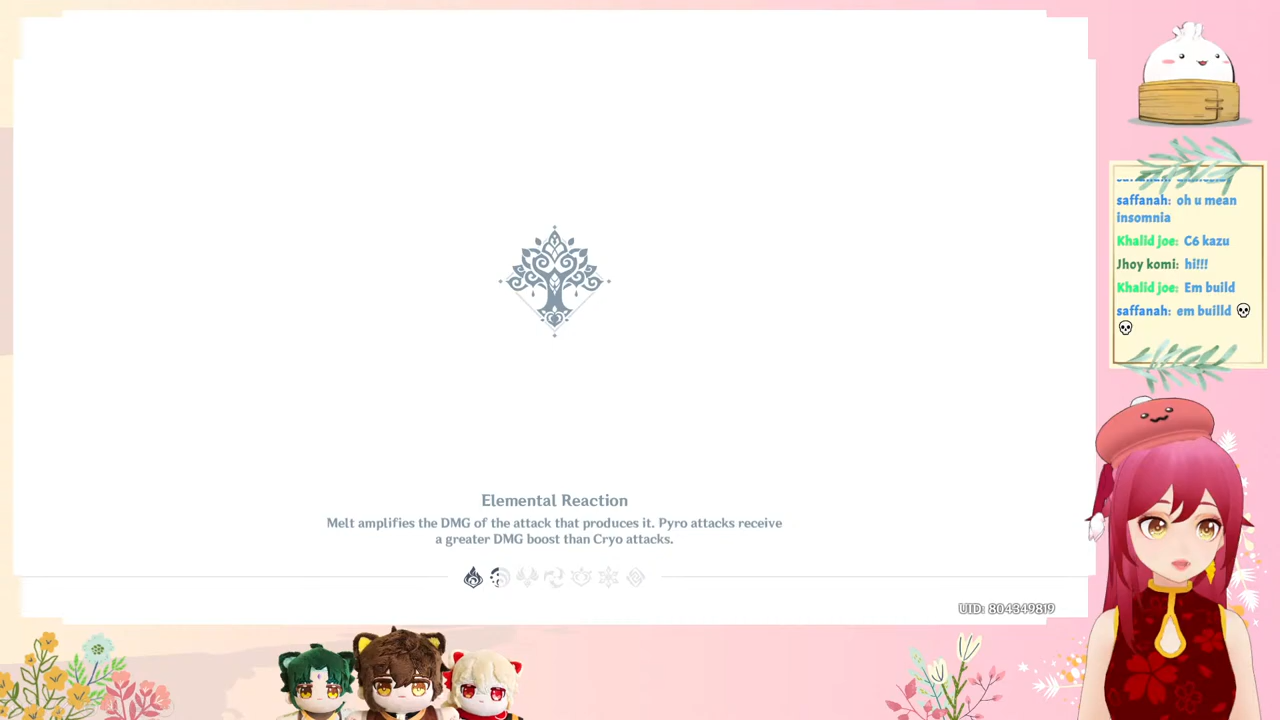 saffanah: oh u mean
insomnia
Khalid joe: C6 kazu
Jhoy komi: hi!!!
Khalid joe: Em build
saffanah: em builld 💀
💀
Elemental Reaction
Melt amplifies the DMG of the attack that produces it. Pyro attacks receive
a greater DMG boost than Cryo attacks.
UID: 804349819